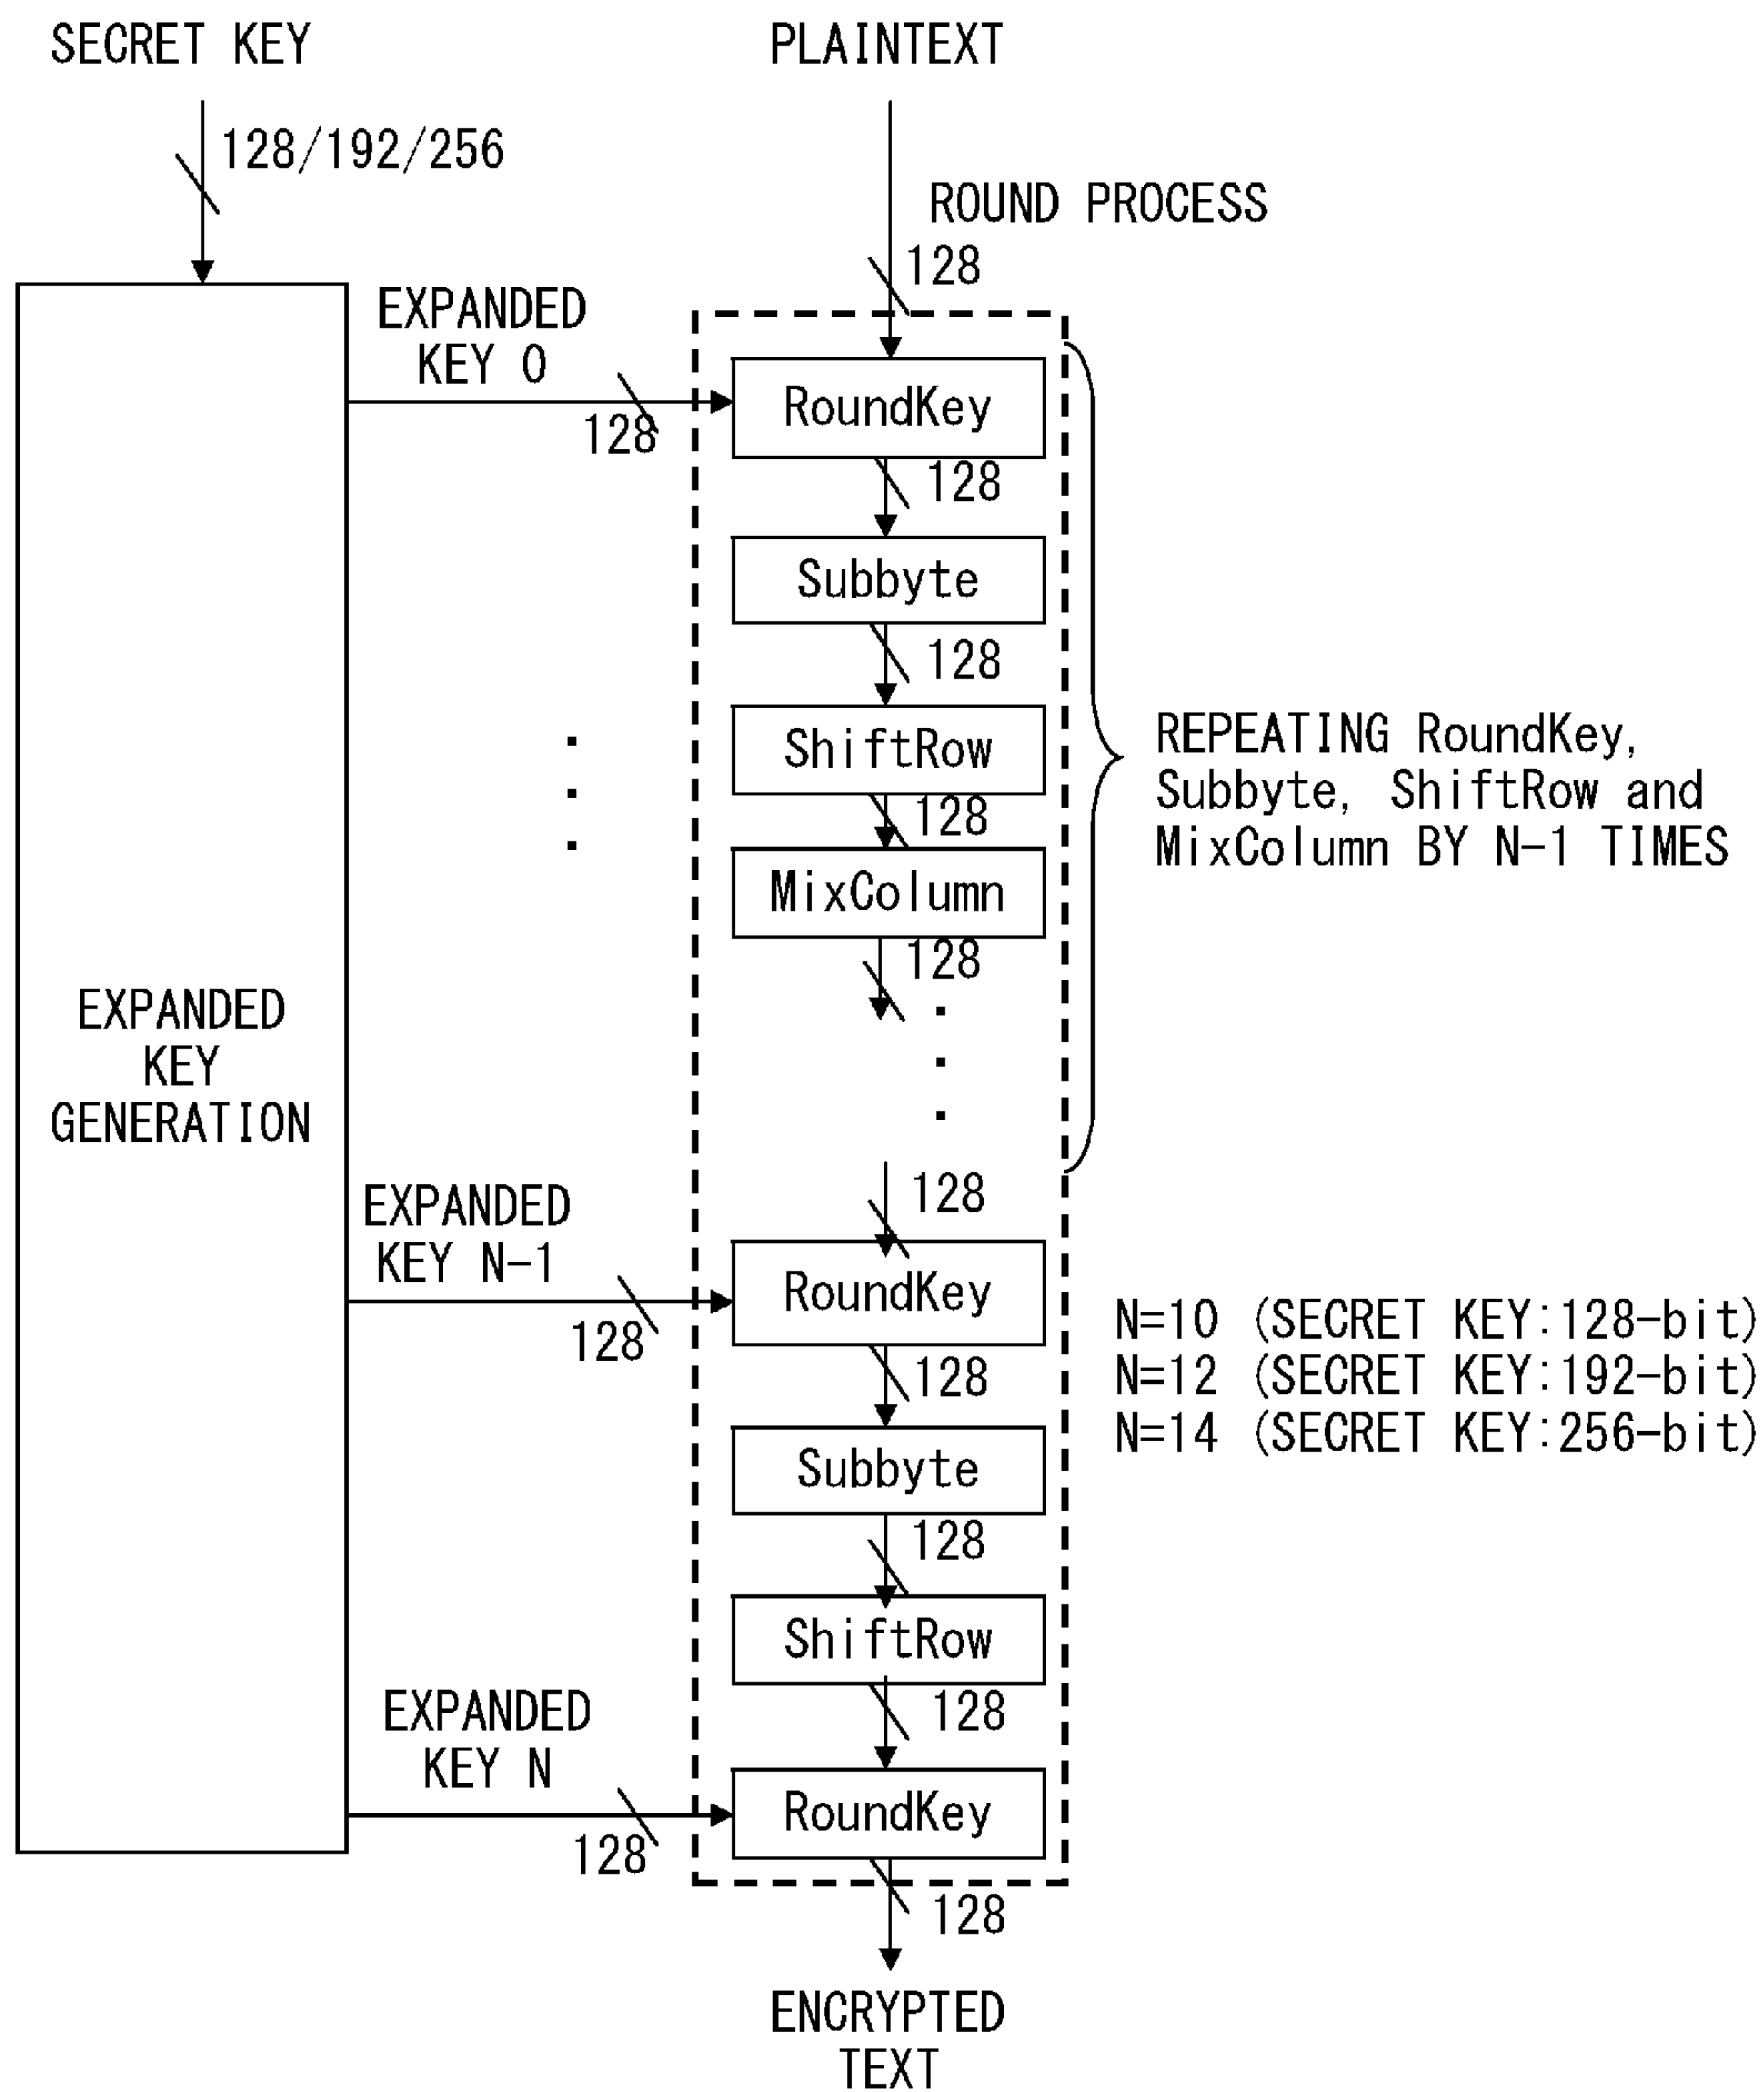 SECRET KEY
PLAINTEXT
128/192/256
ROUND PROCESS
128
EXPANDED
KEY 0
128
RoundKey
128
Subbyte
128
ShiftRow
128
MixColumn
128
REPEATING RoundKey,
Subbyte, ShiftRow and
MixColumn BY N-1 TIMES
EXPANDED
KEY
GENERATION
128
EXPANDED
KEY N-1
128
RoundKey
128
Subbyte
128
ShiftRow
128
N=10 (SECRET KEY:128-bit)
N=12 (SECRET KEY:192-bit)
N=14 (SECRET KEY:256-bit)
EXPANDED
KEY N
128
RoundKey
128
ENCRYPTED
TEXT